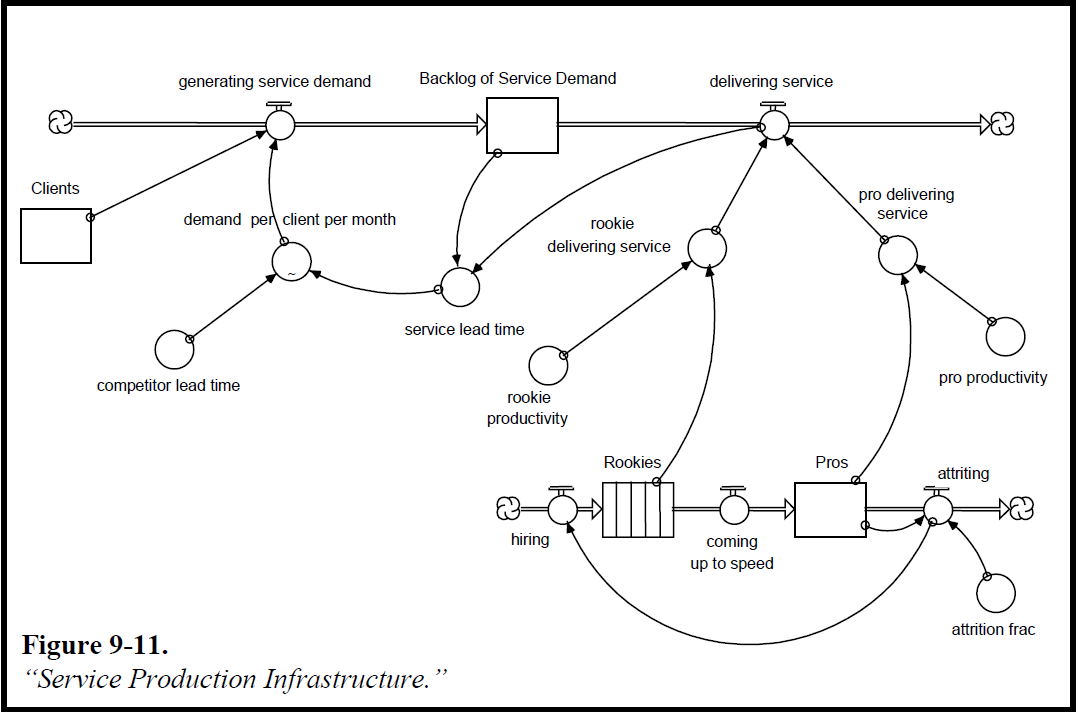 generating service demand
Backlog of Service Demand
delivering service
Clients
demand per client per month
rookie
delivering service
pro delivering
service
~
service lead time
competitor lead time
rookie
productivity
pro productivity
Rookies
Pros
attriting
hiring
coming
up to speed
attrition frac
Figure 9-11.
“Service Production Infrastructure.”